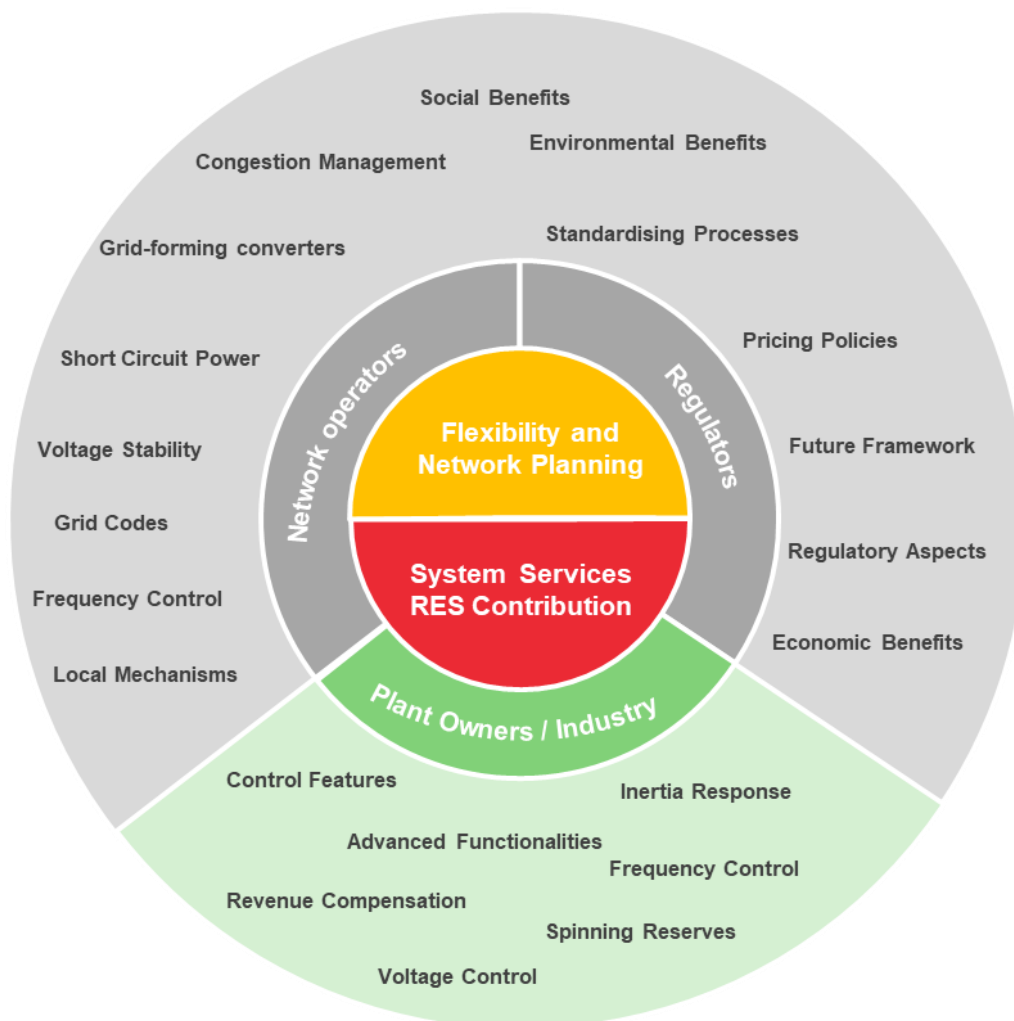 Social Benefits
Environmental Benefits
Congestion Management
Standardising Processes
Grid-forming converters
Pricing Policies
Short Circuit Power
Network operators
Regulators
Flexibility and
Network Planning
Voltage Stability
Future Framework
Grid Codes
Regulatory Aspects
System Services
RES Contribution
Frequency Control
Economic Benefits
Local Mechanisms
Plant Owners / Industry
Control Features
Inertia Response
Advanced Functionalities
Frequency Control
Revenue Compensation
Spinning Reserves
Voltage Control